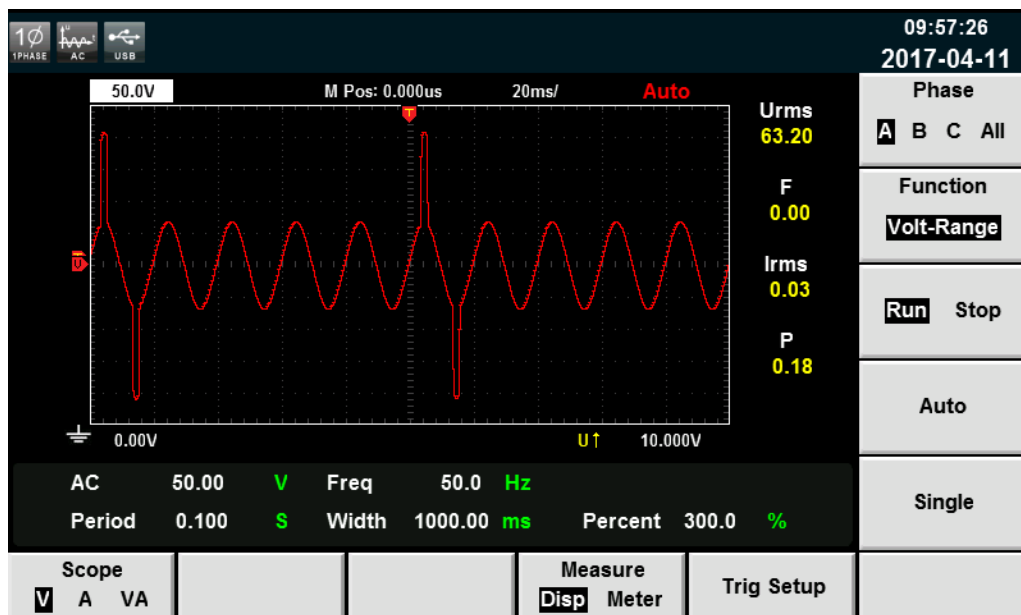 1Ø
1PHASE
U
t
AC
USB
09:57:26
2017-04-11
50.0V
M Pos: 0.000us
20ms/
Auto
T
U
Urms
63.20
F
0.00
Irms
0.03
P
0.18
0.00V
U↑
10.000V
AC 50.00 V Freq 50.0 Hz
Period 0.100 S Width 1000.00 ms Percent 300.0 %
Phase
A B C All
Function
Volt-Range
Run Stop
Auto
Single
Scope
V A VA
Measure
Disp Meter
Trig Setup